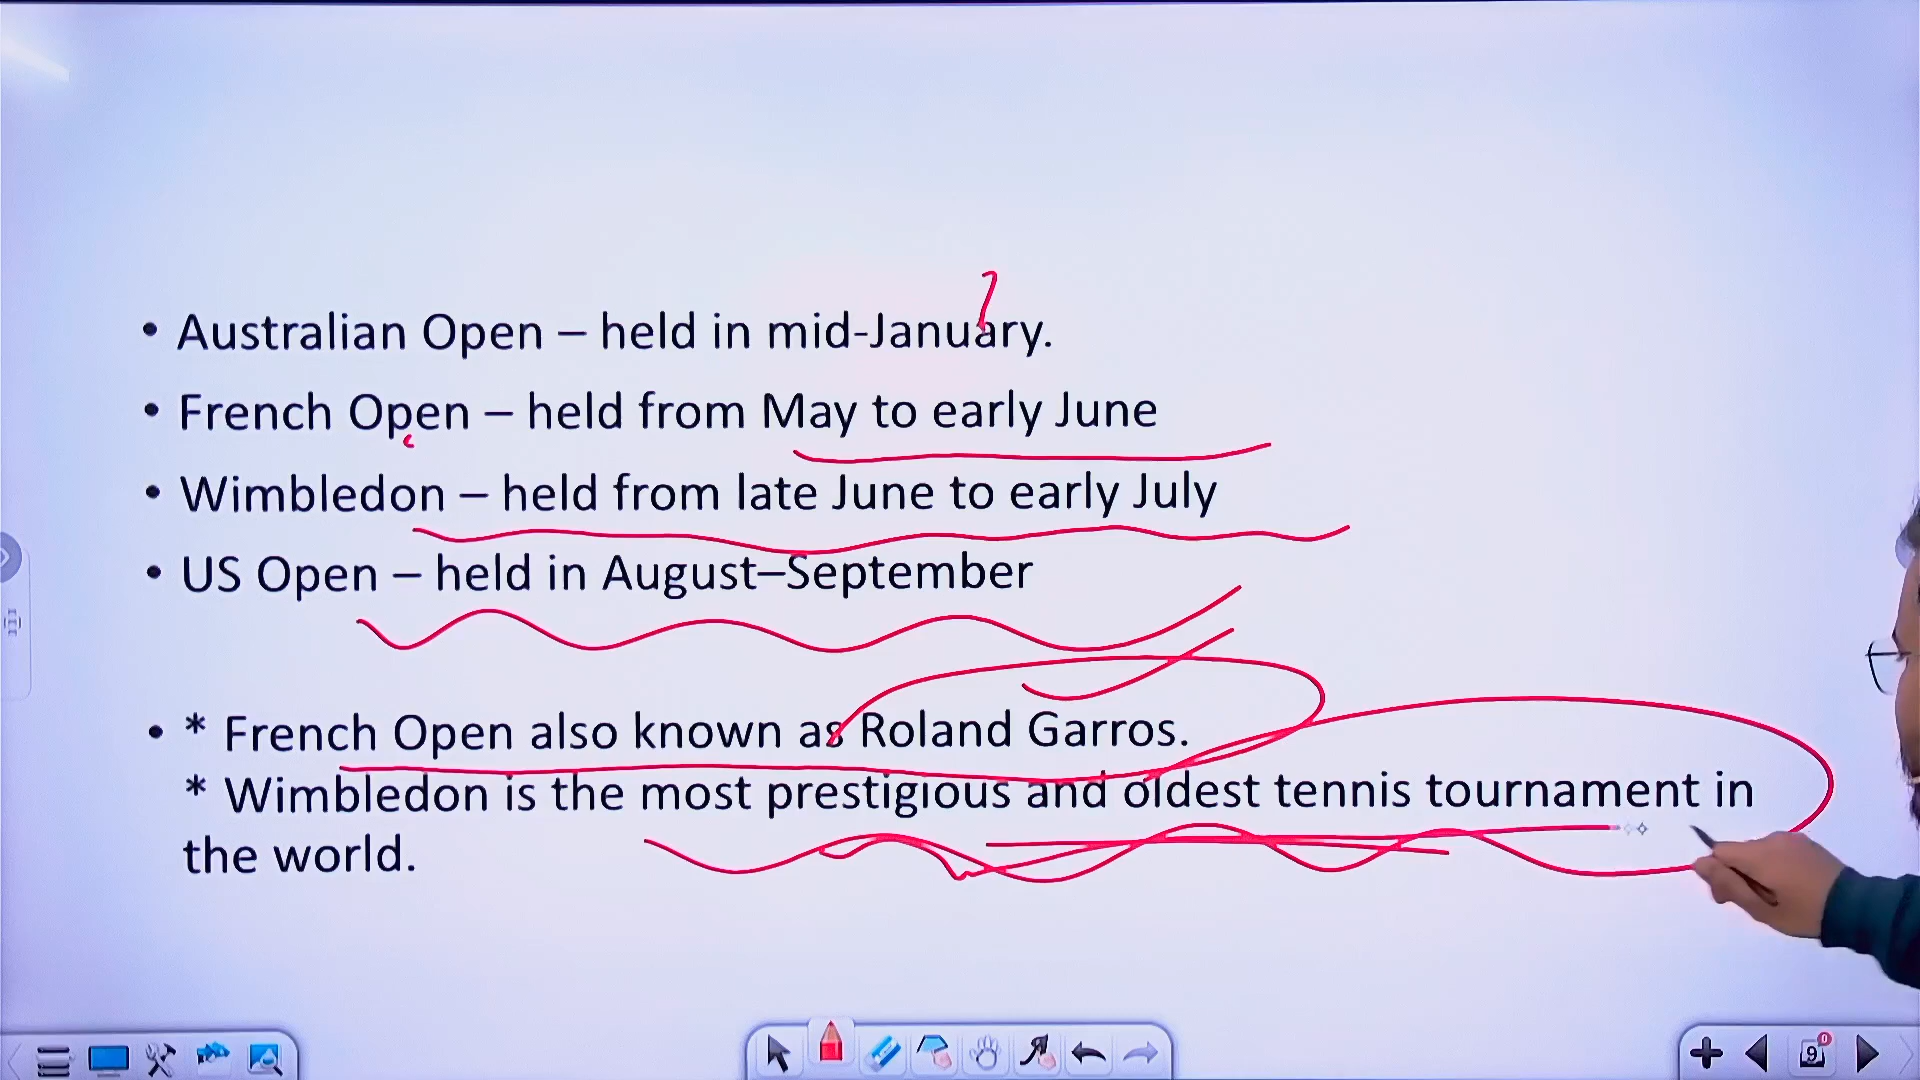 • Australian Open – held in mid-January.
• French Open – held from May to early June
• Wimbledon – held from late June to early July
• US Open – held in August–September
• * French Open also known as Roland Garros.
* Wimbledon is the most prestigious and oldest tennis tournament in
the world.
9
0